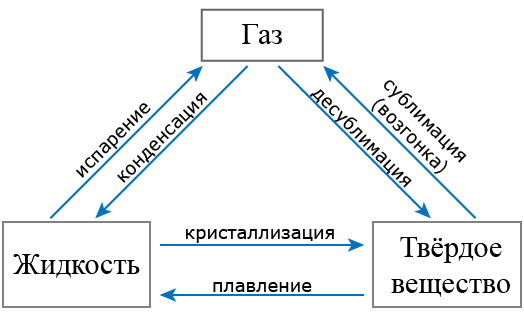 Газ
испарение
конденсация
десублимация
сублимация
(возгонка)
Жидкость
кристаллизация
плавление
Твёрдое
вещество